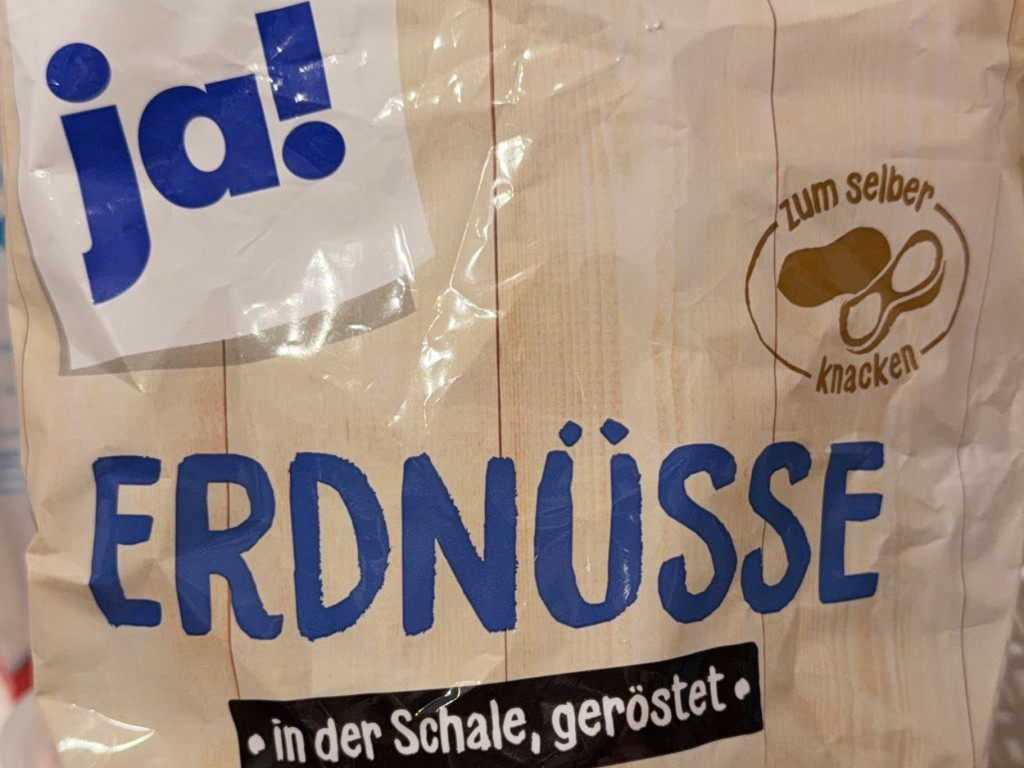 ja!
zum selber
knacken
ERDNÜSSE
• in der Schale, geröstet •